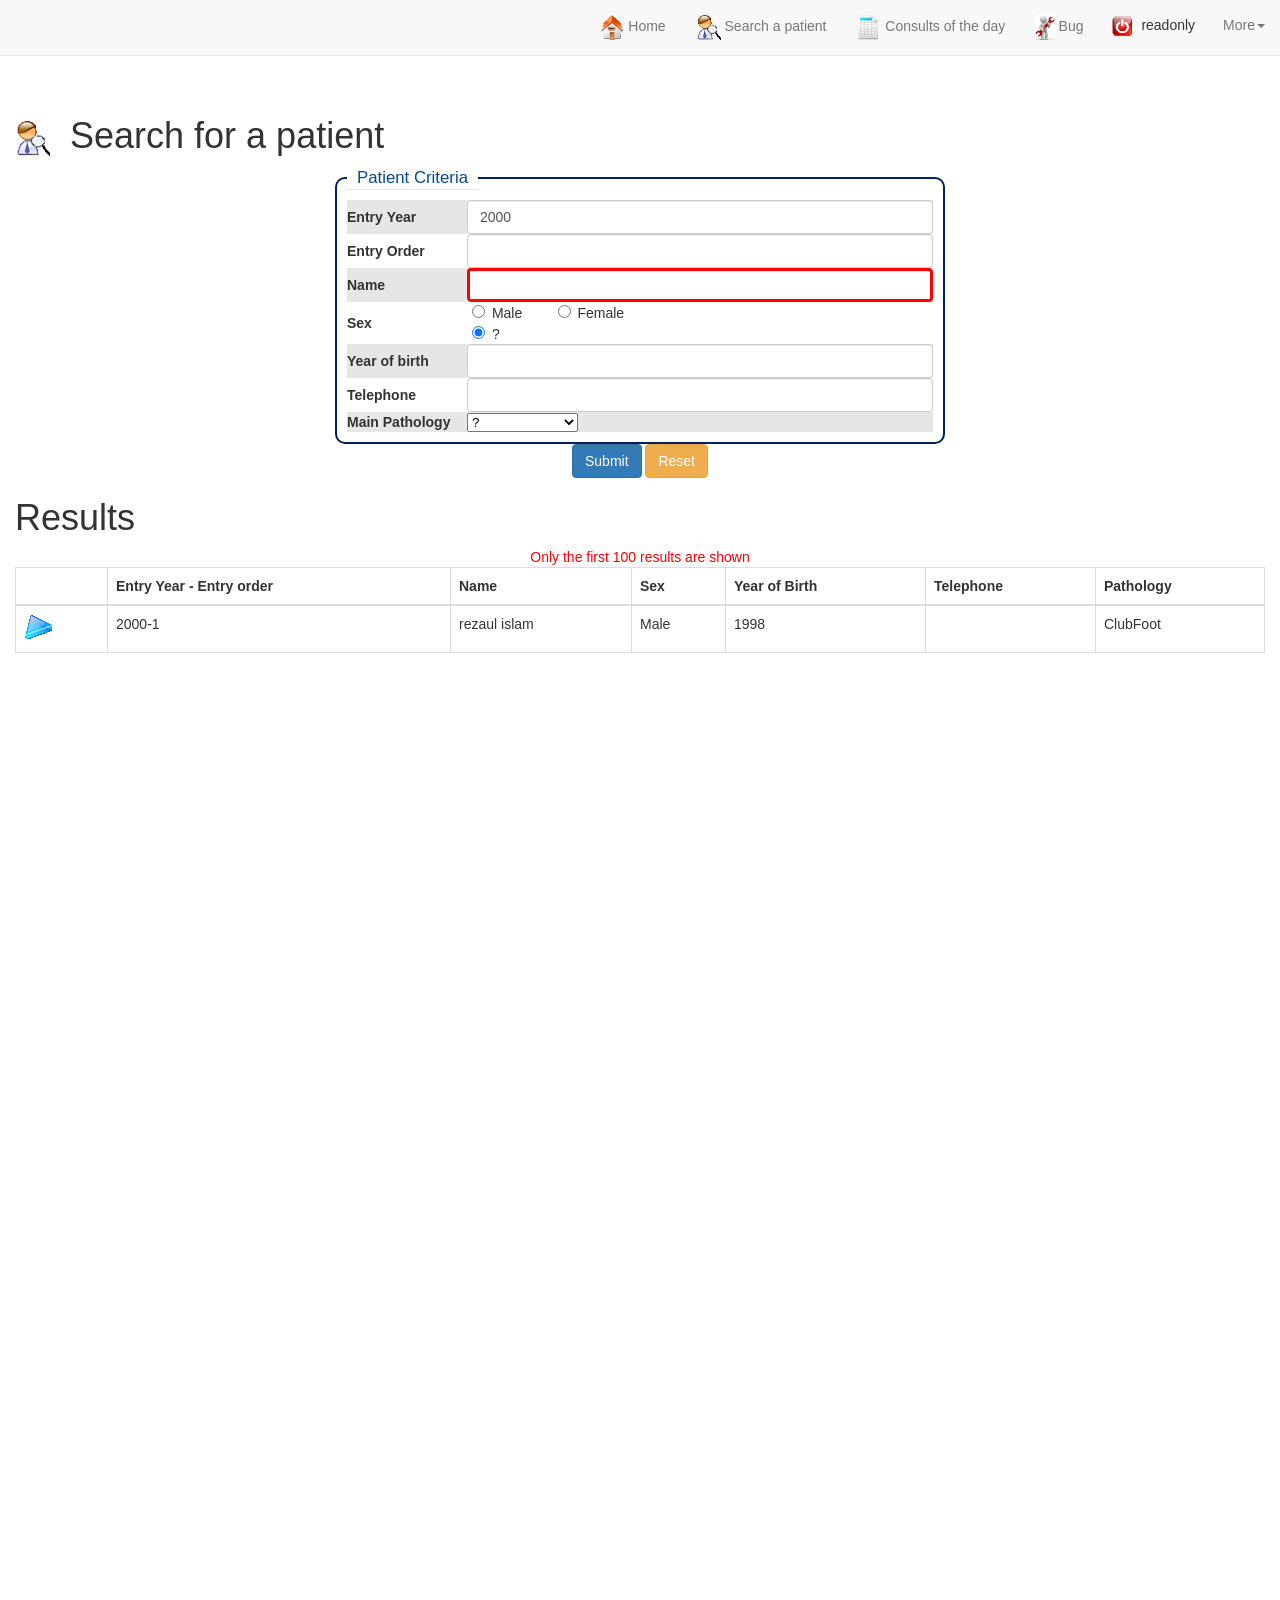 Home Search a patient Consults of the day Bug readonly More
Search for a patient
Patient Criteria
Entry Year 2000
Entry Order
Name
Sex Male Female
?
Year of birth
Telephone
Main Pathology ?
Submit Reset
Results
Only the first 100 results are shown
Entry Year - Entry order Name Sex Year of Birth Telephone Pathology
2000-1 rezaul islam Male 1998 ClubFoot